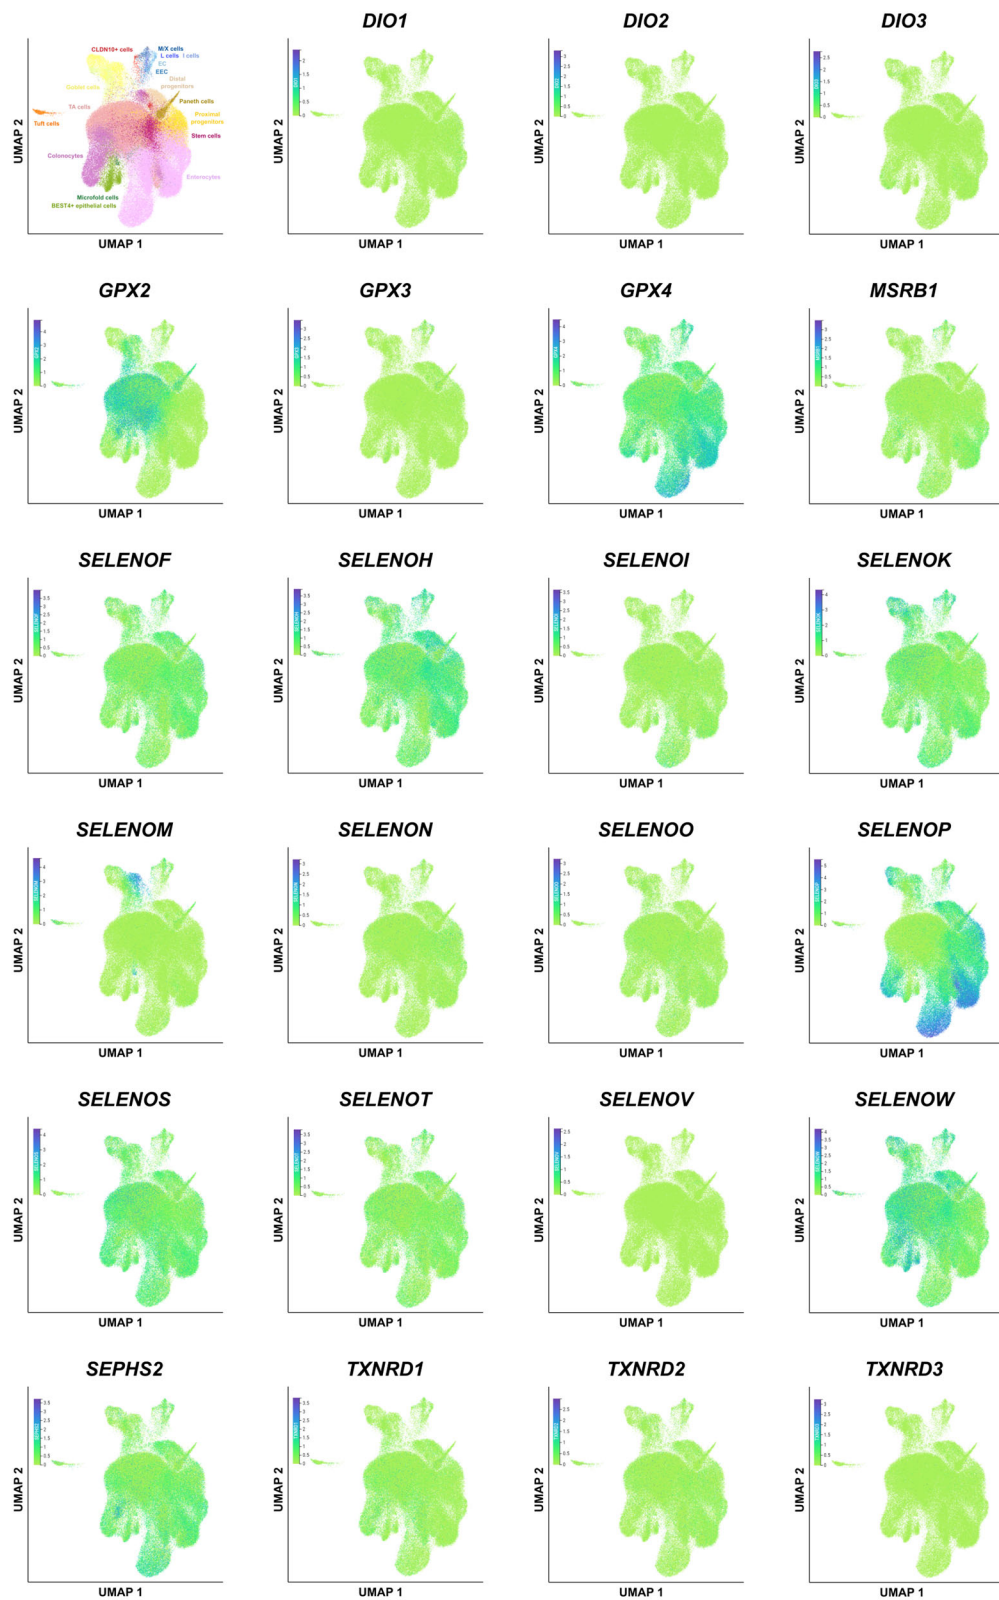 DIO1 DIO2 DIO3
CLDN10+ cells M/X cells
L cells I cells
EC
EEC
Goblet cells Distal
progenitors
TA cells Paneth cells
Tuft cells Proximal
progenitors
Stem cells
Colonocytes
Enterocytes
Microfold cells
BEST4+ epithelial cells
UMAP 2 UMAP 2 UMAP 2 UMAP 2
UMAP 1 UMAP 1 UMAP 1 UMAP 1
GPX2 GPX3 GPX4 MSRB1
UMAP 2 UMAP 2 UMAP 2 UMAP 2
UMAP 1 UMAP 1 UMAP 1 UMAP 1
SELENOF SELENOH SELENOI SELENOK
UMAP 2 UMAP 2 UMAP 2 UMAP 2
UMAP 1 UMAP 1 UMAP 1 UMAP 1
SELENOM SELENON SELENOO SELENOP
UMAP 2 UMAP 2 UMAP 2 UMAP 2
UMAP 1 UMAP 1 UMAP 1 UMAP 1
SELENOS SELENOT SELENOV SELENOW
UMAP 2 UMAP 2 UMAP 2 UMAP 2
UMAP 1 UMAP 1 UMAP 1 UMAP 1
SEPHS2 TXNRD1 TXNRD2 TXNRD3
UMAP 2 UMAP 2 UMAP 2 UMAP 2
UMAP 1 UMAP 1 UMAP 1 UMAP 1